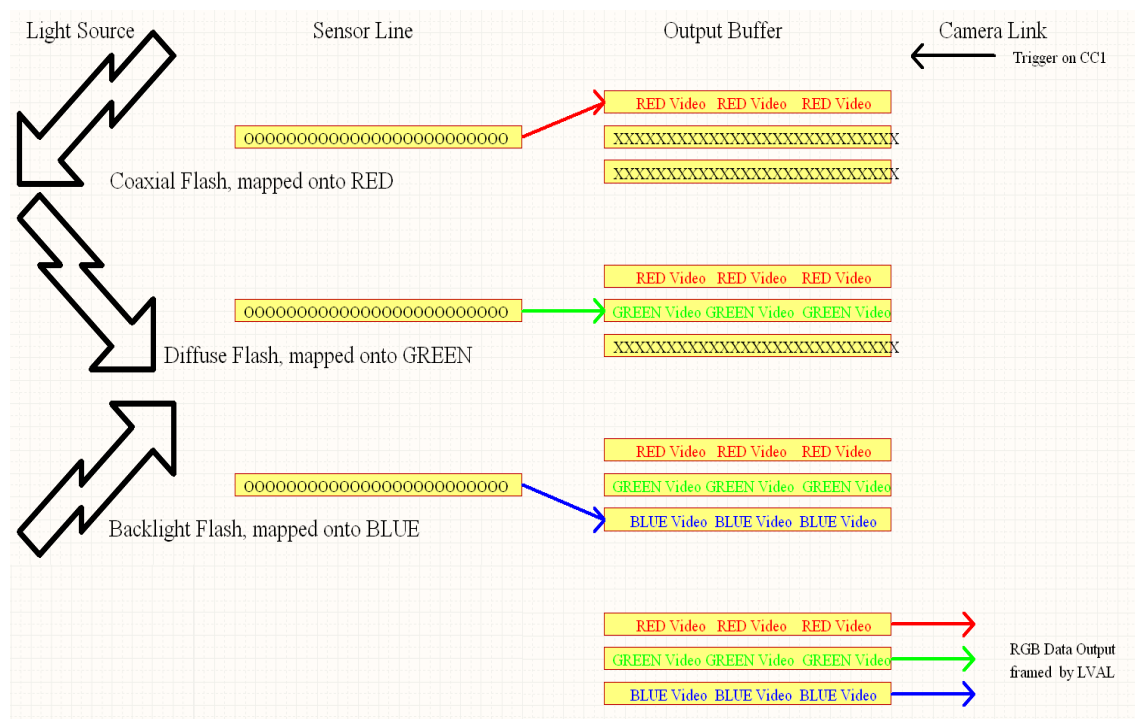 Light Source Sensor Line Output Buffer Camera Link
Trigger on CC1
RED Video RED Video RED Video
OOOOOOOOOOOOOOOOOOOOOOOOO
XXXXXXXXXXXXXXXXXXXXXXXXXXX
XXXXXXXXXXXXXXXXXXXXXXXXXXX
Coaxial Flash, mapped onto RED
RED Video RED Video RED Video
OOOOOOOOOOOOOOOOOOOOOOOOO
GREEN Video GREEN Video GREEN Video
XXXXXXXXXXXXXXXXXXXXXXXXXXX
Diffuse Flash, mapped onto GREEN
RED Video RED Video RED Video
OOOOOOOOOOOOOOOOOOOOOOOOO
GREEN Video GREEN Video GREEN Video
BLUE Video BLUE Video BLUE Video
Backlight Flash, mapped onto BLUE
RED Video RED Video RED Video
GREEN Video GREEN Video GREEN Video
BLUE Video BLUE Video BLUE Video
RGB Data Output
framed by LVAL